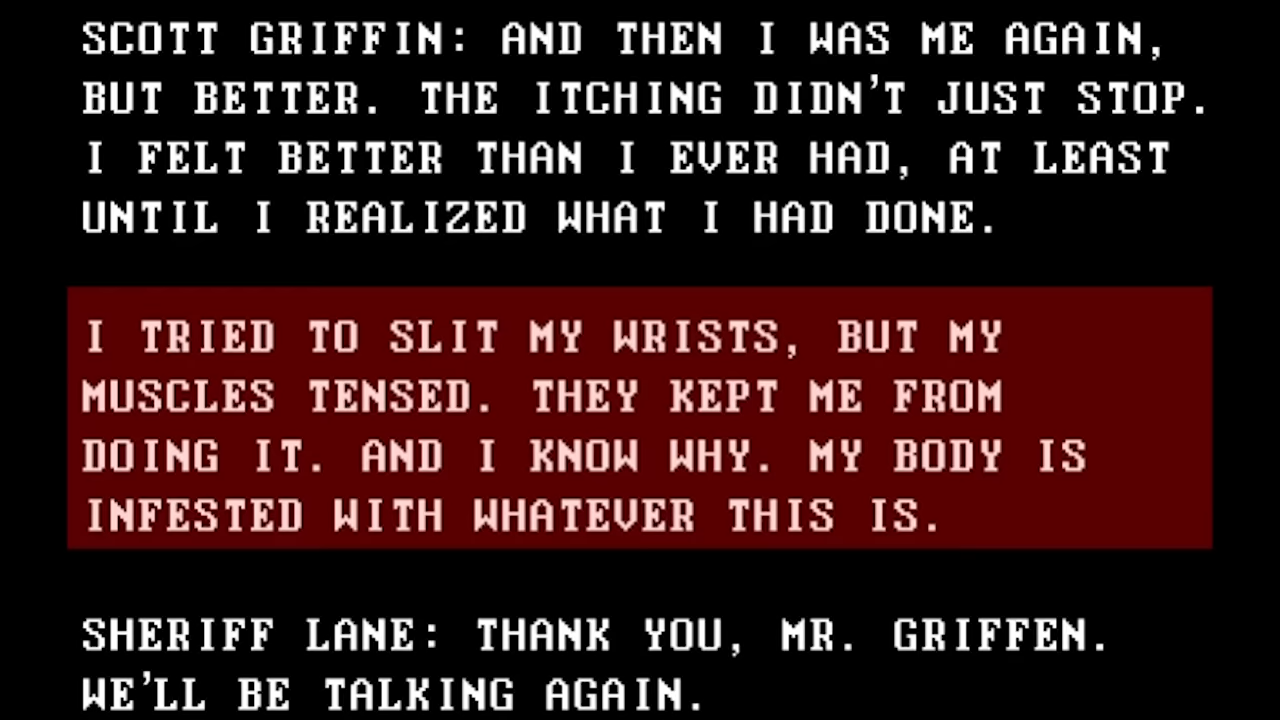 SCOTT GRIFFIN: AND THEN I WAS ME AGAIN,
BUT BETTER. THE ITCHING DIDN'T JUST STOP.
I FELT BETTER THAN I EVER HAD, AT LEAST
UNTIL I REALIZED WHAT I HAD DONE.
I TRIED TO SLIT MY WRISTS, BUT MY
MUSCLES TENSED. THEY KEPT ME FROM
DOING IT. AND I KNOW WHY. MY BODY IS
INFESTED WITH WHATEVER THIS IS.
SHERIFF LANE: THANK YOU, MR. GRIFFEN.
WE'LL BE TALKING AGAIN.